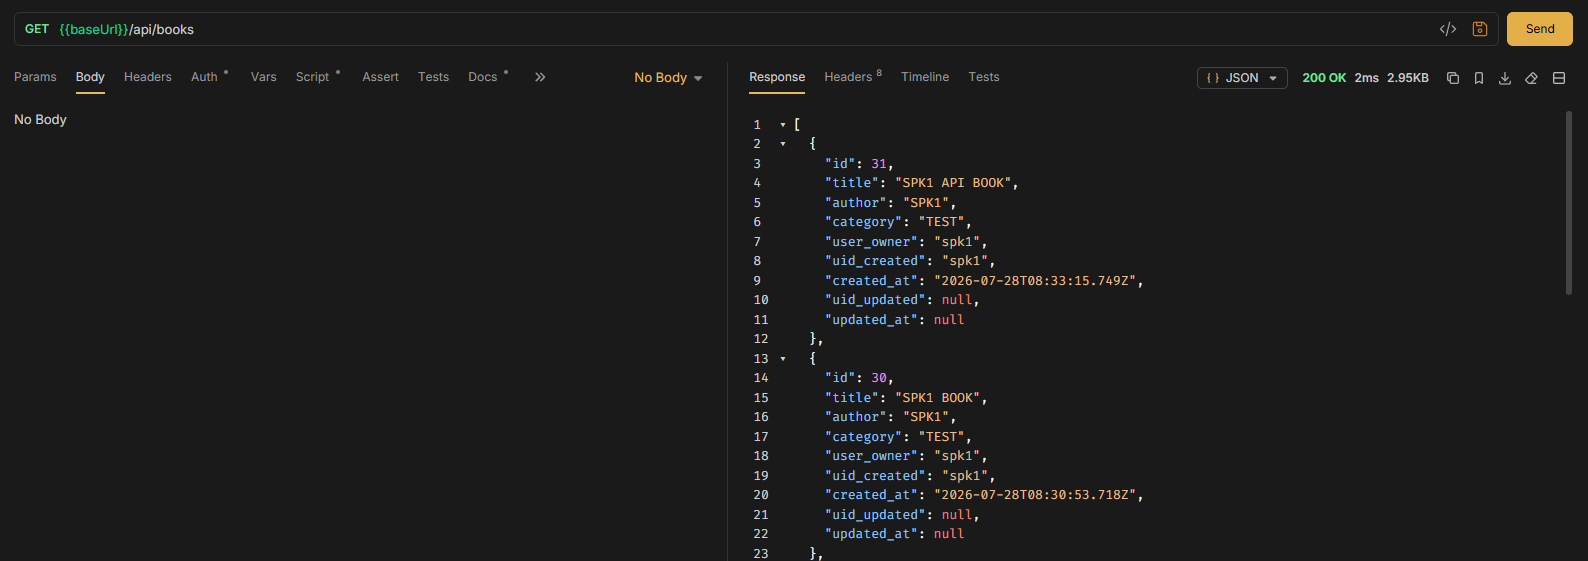 GET {{baseUrl}}/api/books
Send
Params Body Headers Auth Vars Script Assert Tests Docs No Body
Response Headers 8 Timeline Tests { } JSON 200 OK 2ms 2.95KB
No Body
1 [
2 {
3 "id": 31,
4 "title": "SPK1 API BOOK",
5 "author": "SPK1",
6 "category": "TEST",
7 "user_owner": "spk1",
8 "uid_created": "spk1",
9 "created_at": "2026-07-28T08:33:15.749Z",
10 "uid_updated": null,
11 "updated_at": null
12 },
13 {
14 "id": 30,
15 "title": "SPK1 BOOK",
16 "author": "SPK1",
17 "category": "TEST",
18 "user_owner": "spk1",
19 "uid_created": "spk1",
20 "created_at": "2026-07-28T08:30:53.718Z",
21 "uid_updated": null,
22 "updated_at": null
23 },